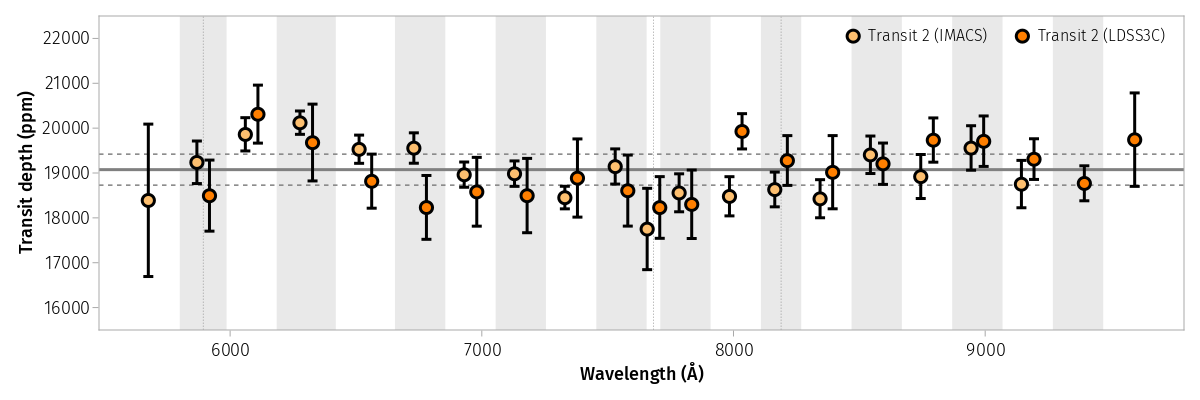 Transit 2 (IMACS)
Transit 2 (LDSS3C)
Transit depth (ppm)
22000
21000
20000
19000
18000
17000
16000
6000
7000
8000
9000
Wavelength (Å)